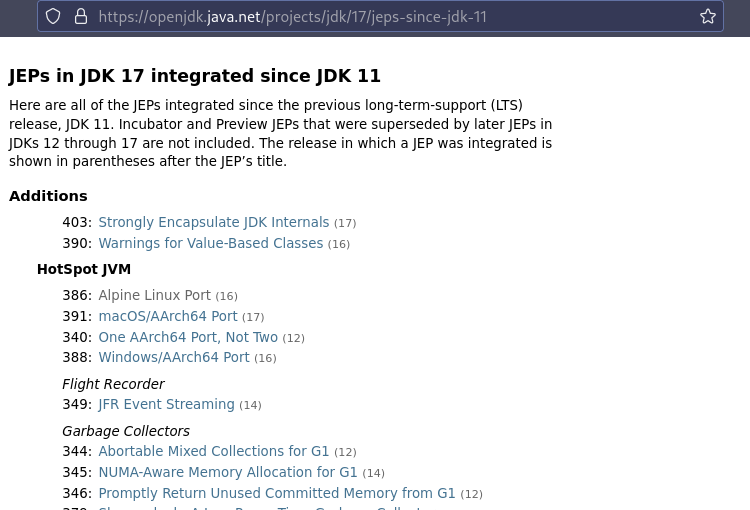 https://openjdk.java.net/projects/jdk/17/jeps-since-jdk-11
JEPs in JDK 17 integrated since JDK 11
Here are all of the JEPs integrated since the previous long-term-support (LTS)
release, JDK 11. Incubator and Preview JEPs that were superseded by later JEPs in
JDKs 12 through 17 are not included. The release in which a JEP was integrated is
shown in parentheses after the JEP’s title.
Additions
403: Strongly Encapsulate JDK Internals (17)
390: Warnings for Value-Based Classes (16)
HotSpot JVM
386: Alpine Linux Port (16)
391: macOS/AArch64 Port (17)
340: One AArch64 Port, Not Two (12)
388: Windows/AArch64 Port (16)
Flight Recorder
349: JFR Event Streaming (14)
Garbage Collectors
344: Abortable Mixed Collections for G1 (12)
345: NUMA-Aware Memory Allocation for G1 (14)
346: Promptly Return Unused Committed Memory from G1 (12)